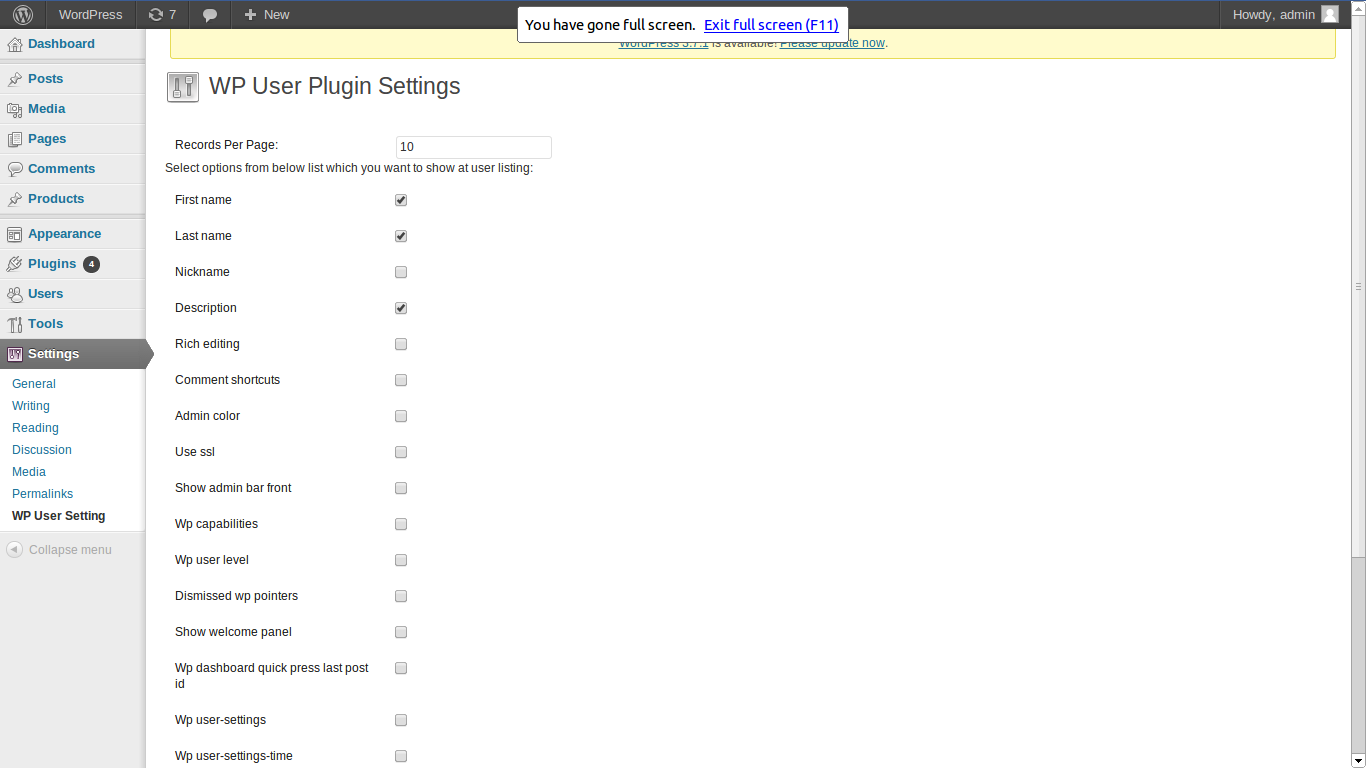 WordPress
7
New
Howdy, admin
You have gone full screen. Exit full screen (F11)
WordPress 3.7.1 is available! Please update now.
Dashboard
Posts
Media
Pages
Comments
Products
Appearance
Plugins 4
Users
Tools
Settings
General
Writing
Reading
Discussion
Media
Permalinks
WP User Setting
Collapse menu
WP User Plugin Settings
Records Per Page: 10
Select options from below list which you want to show at user listing:
First name
Last name
Nickname
Description
Rich editing
Comment shortcuts
Admin color
Use ssl
Show admin bar front
Wp capabilities
Wp user level
Dismissed wp pointers
Show welcome panel
Wp dashboard quick press last post
id
Wp user-settings
Wp user-settings-time